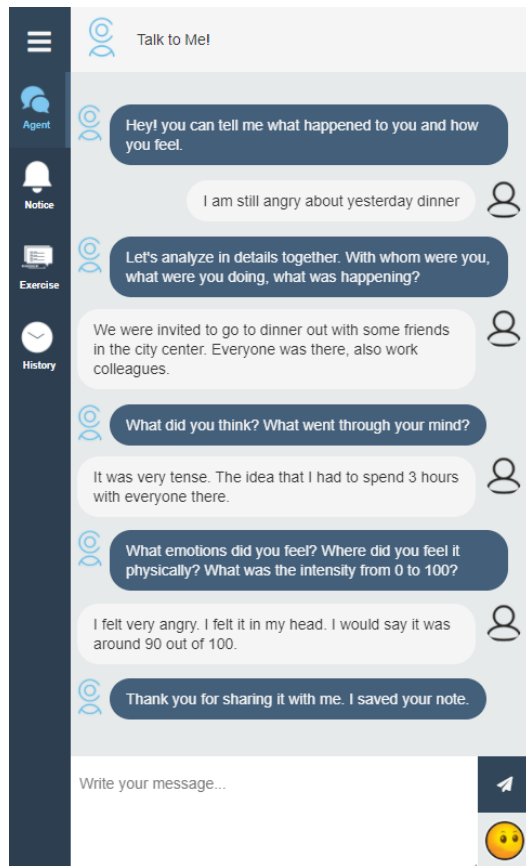 Talk to Me!
Agent
Notice
Exercise
History
Hey! you can tell me what happened to you and how
you feel.
I am still angry about yesterday dinner
Let's analyze in details together. With whom were you,
what were you doing, what was happening?
We were invited to go to dinner out with some friends
in the city center. Everyone was there, also work
colleagues.
What did you think? What went through your mind?
It was very tense. The idea that I had to spend 3 hours
with everyone there.
What emotions did you feel? Where did you feel it
physically? What was the intensity from 0 to 100?
I felt very angry. I felt it in my head. I would say it was
around 90 out of 100.
Thank you for sharing it with me. I saved your note.
Write your message...